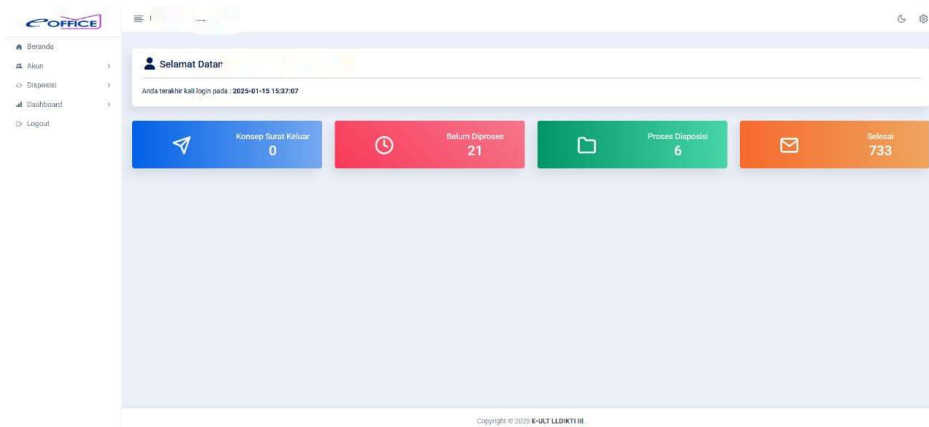 eOFFICE
Beranda
Akun
Disposisi
Dashboard
Logout
Selamat Datan
Anda terakhir kali login pada : 2025-01-15 15:37:07
Konsep Surat Keluar
0
Belum Diproses
21
Proses Disposisi
6
Selesai
733
Copyright © 2025 E-ULT LLDIKTI III.